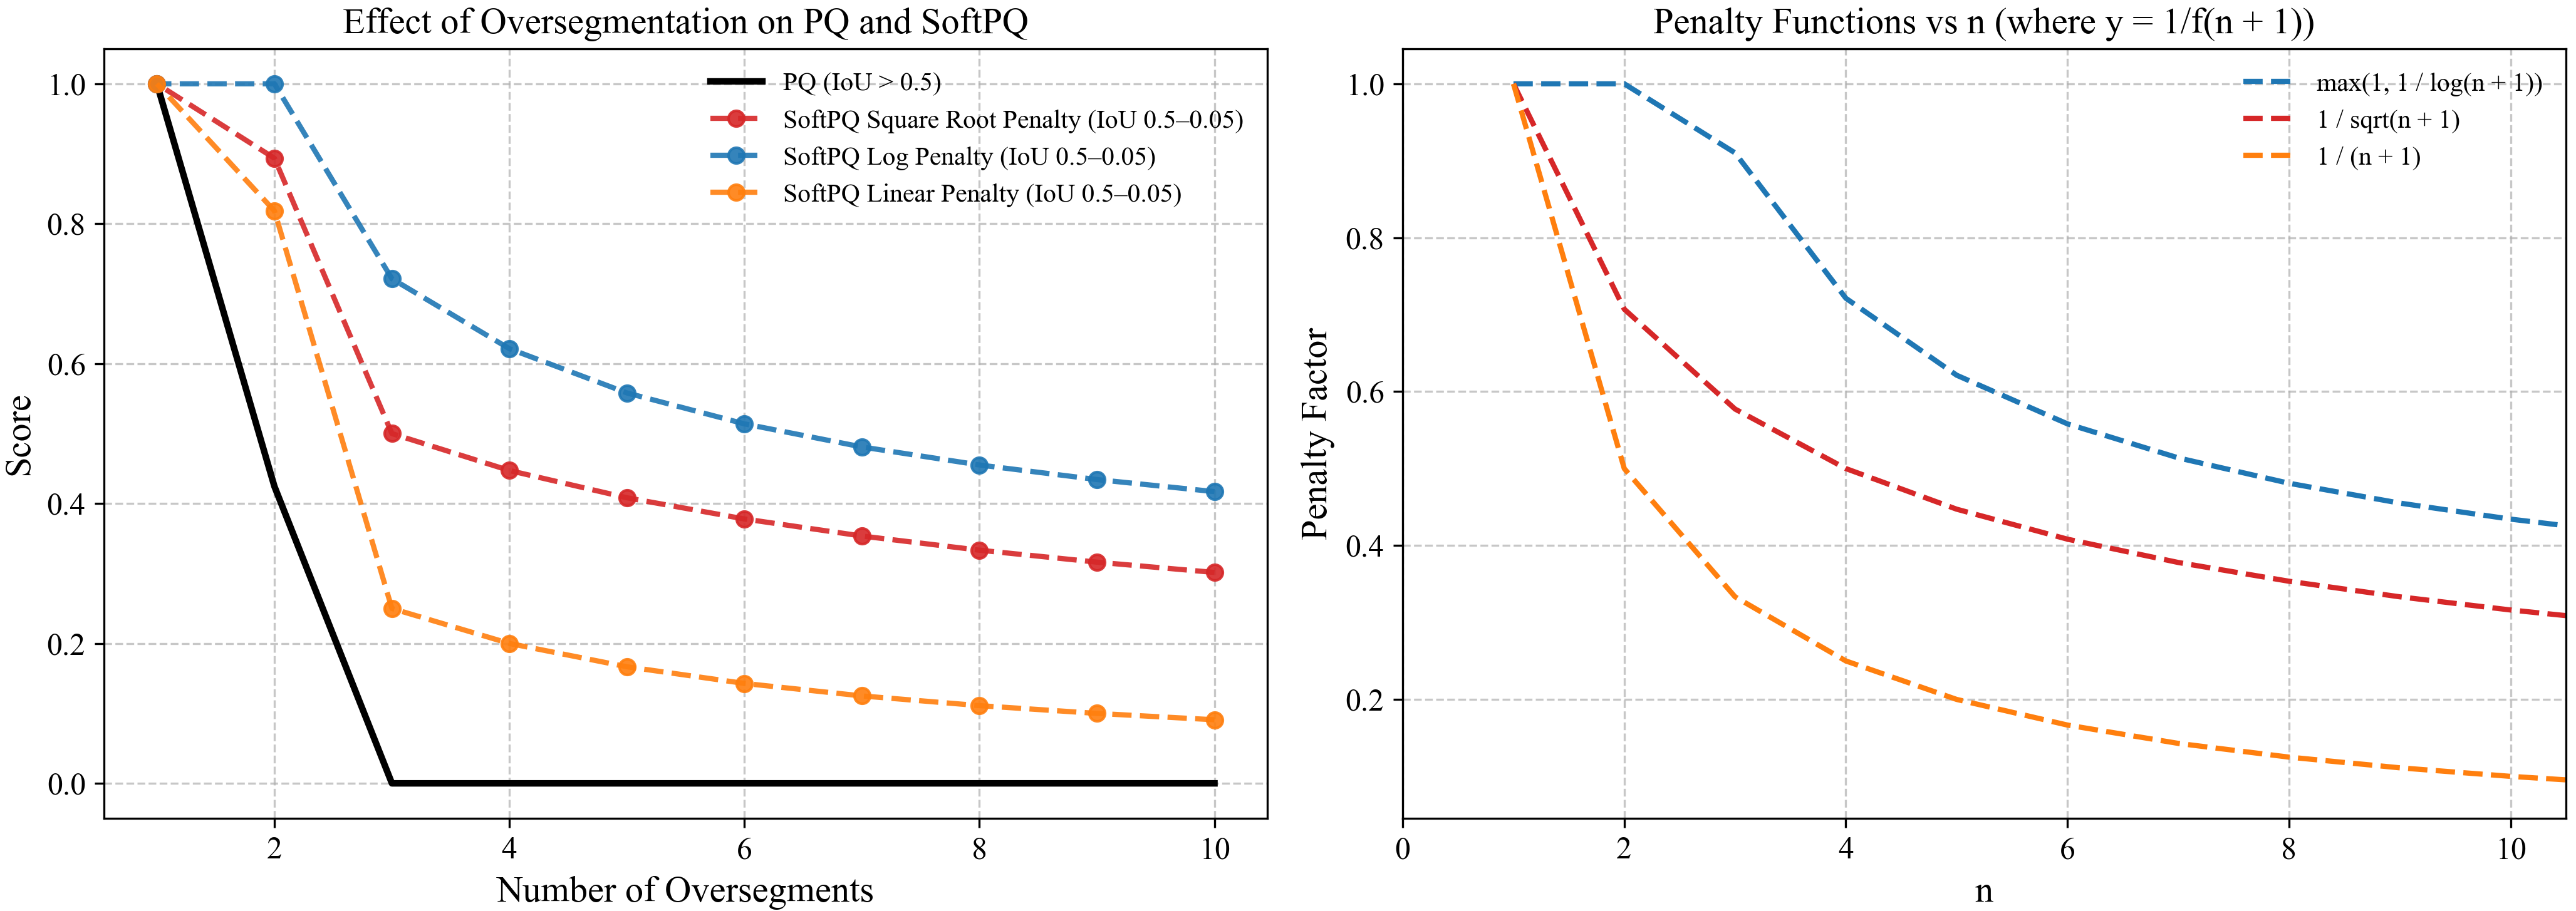 Effect of Oversegmentation on PQ and SoftPQ
1.0
0.8
0.6
0.4
0.2
0.0
Score
PQ (IoU > 0.5)
SoftPQ Square Root Penalty (IoU 0.5–0.05)
SoftPQ Log Penalty (IoU 0.5–0.05)
SoftPQ Linear Penalty (IoU 0.5–0.05)
2 4 6 8 10
Number of Oversegments
Penalty Functions vs n (where y = 1/f(n + 1))
1.0
0.8
0.6
0.4
0.2
Penalty Factor
max(1, 1 / log(n + 1))
1 / sqrt(n + 1)
1 / (n + 1)
0 2 4 6 8 10
n